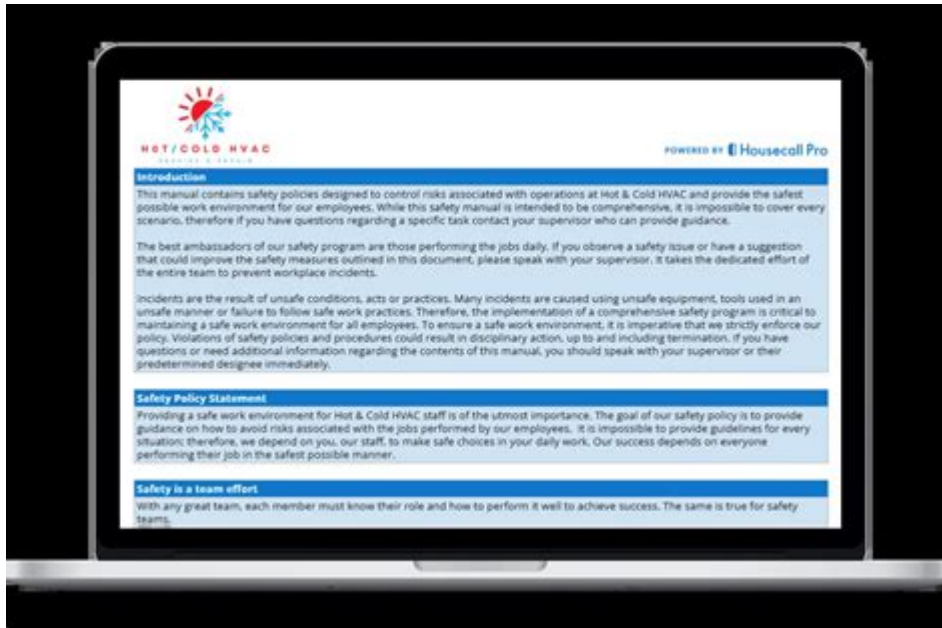 HOT/COLD HVAC
SERVICE & REPAIR
POWERED BY Housecall Pro
Introduction
This manual contains safety policies designed to control risks associated with operations at Hot & Cold HVAC and provide the safest
possible work environment for our employees. While this safety manual is intended to be comprehensive, it is impossible to cover every
scenario, therefore if you have questions regarding a specific task contact your supervisor who can provide guidance.
The best ambassadors of our safety program are those performing the jobs daily. If you observe a safety issue or have a suggestion
that could improve the safety measures outlined in this document, please speak with your supervisor. It takes the dedicated effort of
the entire team to prevent workplace incidents.
Incidents are the result of unsafe conditions, acts or practices. Many incidents are caused using unsafe equipment, tools used in an
unsafe manner or failure to follow safe work practices. Therefore, the implementation of a comprehensive safety program is critical to
maintaining a safe work environment for all employees. To ensure a safe work environment, it is imperative that we strictly enforce our
policy. Violations of safety policies and procedures could result in disciplinary action, up to and including termination. If you have
questions or need additional information regarding the contents of this manual, you should speak with your supervisor or their
predetermined designee immediately.
Safety Policy Statement
Providing a safe work environment for Hot & Cold HVAC staff is of the utmost importance. The goal of our safety policy is to provide
guidance on how to avoid risks associated with the jobs performed by our employees. It is impossible to provide guidelines for every
situation; therefore, we depend on you, our staff, to make safe choices in your daily work. Our success depends on everyone
performing their job in the safest possible manner.
Safety is a team effort
With any great team, each member must know their role and how to perform it well to achieve success. The same is true for safety
teams.